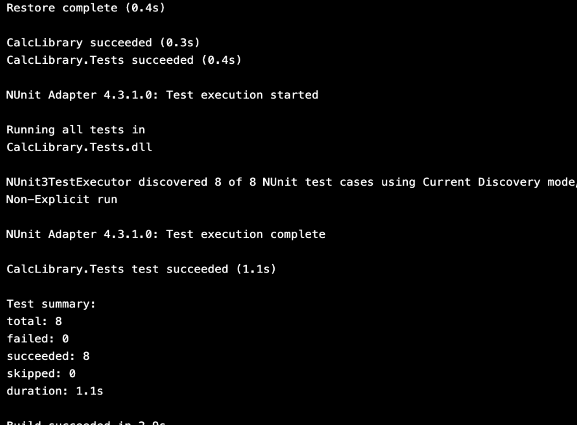 Restore complete (0.4s)
CalcLibrary succeeded (0.3s)
CalcLibrary.Tests succeeded (0.4s)
NUnit Adapter 4.3.1.0: Test execution started
Running all tests in
CalcLibrary.Tests.dll
NUnit3TestExecutor discovered 8 of 8 NUnit test cases using Current Discovery mode,
Non-Explicit run
NUnit Adapter 4.3.1.0: Test execution complete
CalcLibrary.Tests test succeeded (1.1s)
Test summary:
total: 8
failed: 0
succeeded: 8
skipped: 0
duration: 1.1s
Build succeeded in